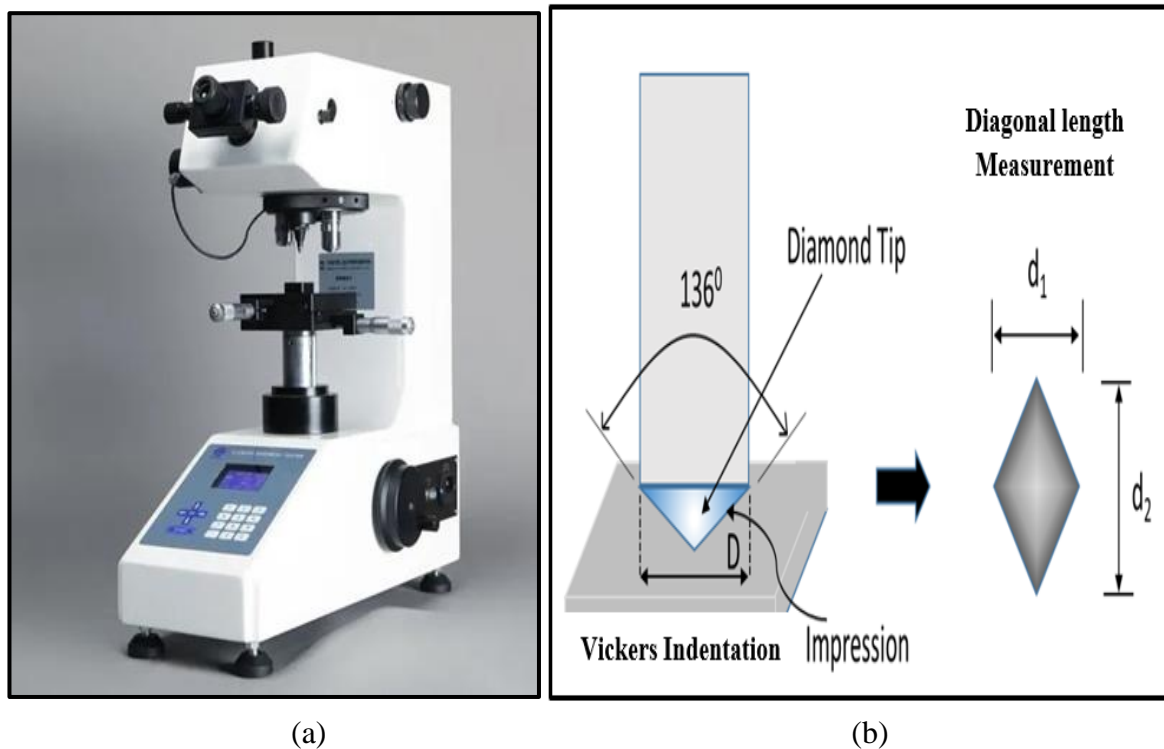 Diagonal length
Measurement
Diamond Tip
136⁰
d₁
d₂
D
Vickers Indentation
Impression
(a)
(b)